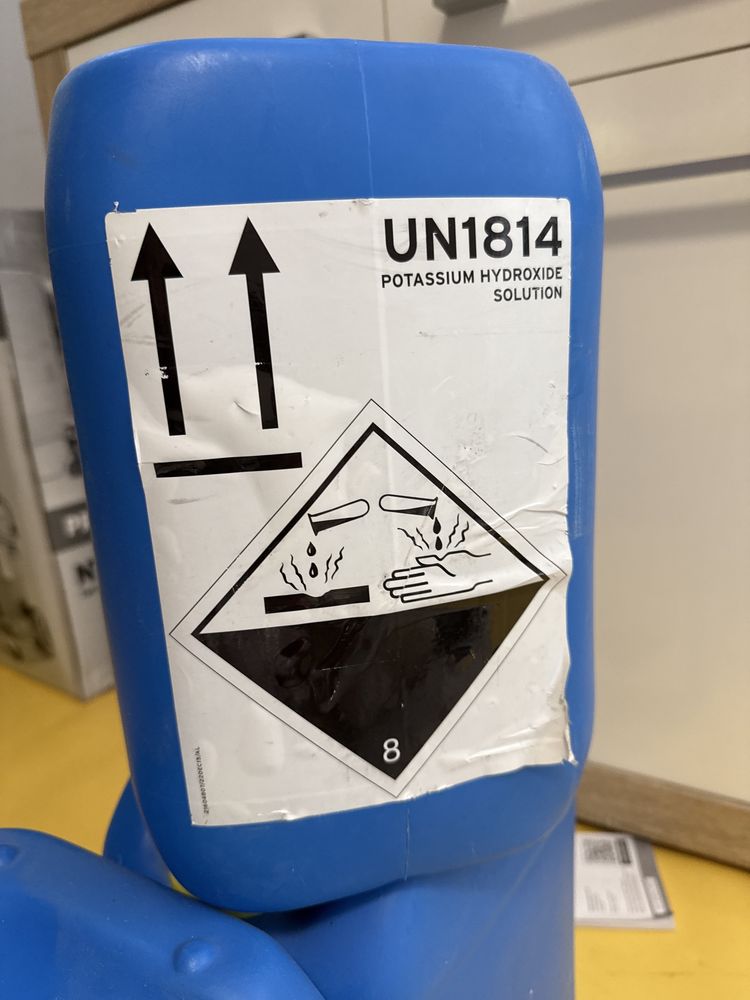 UN1814
POTASSIUM HYDROXIDE
SOLUTION
8